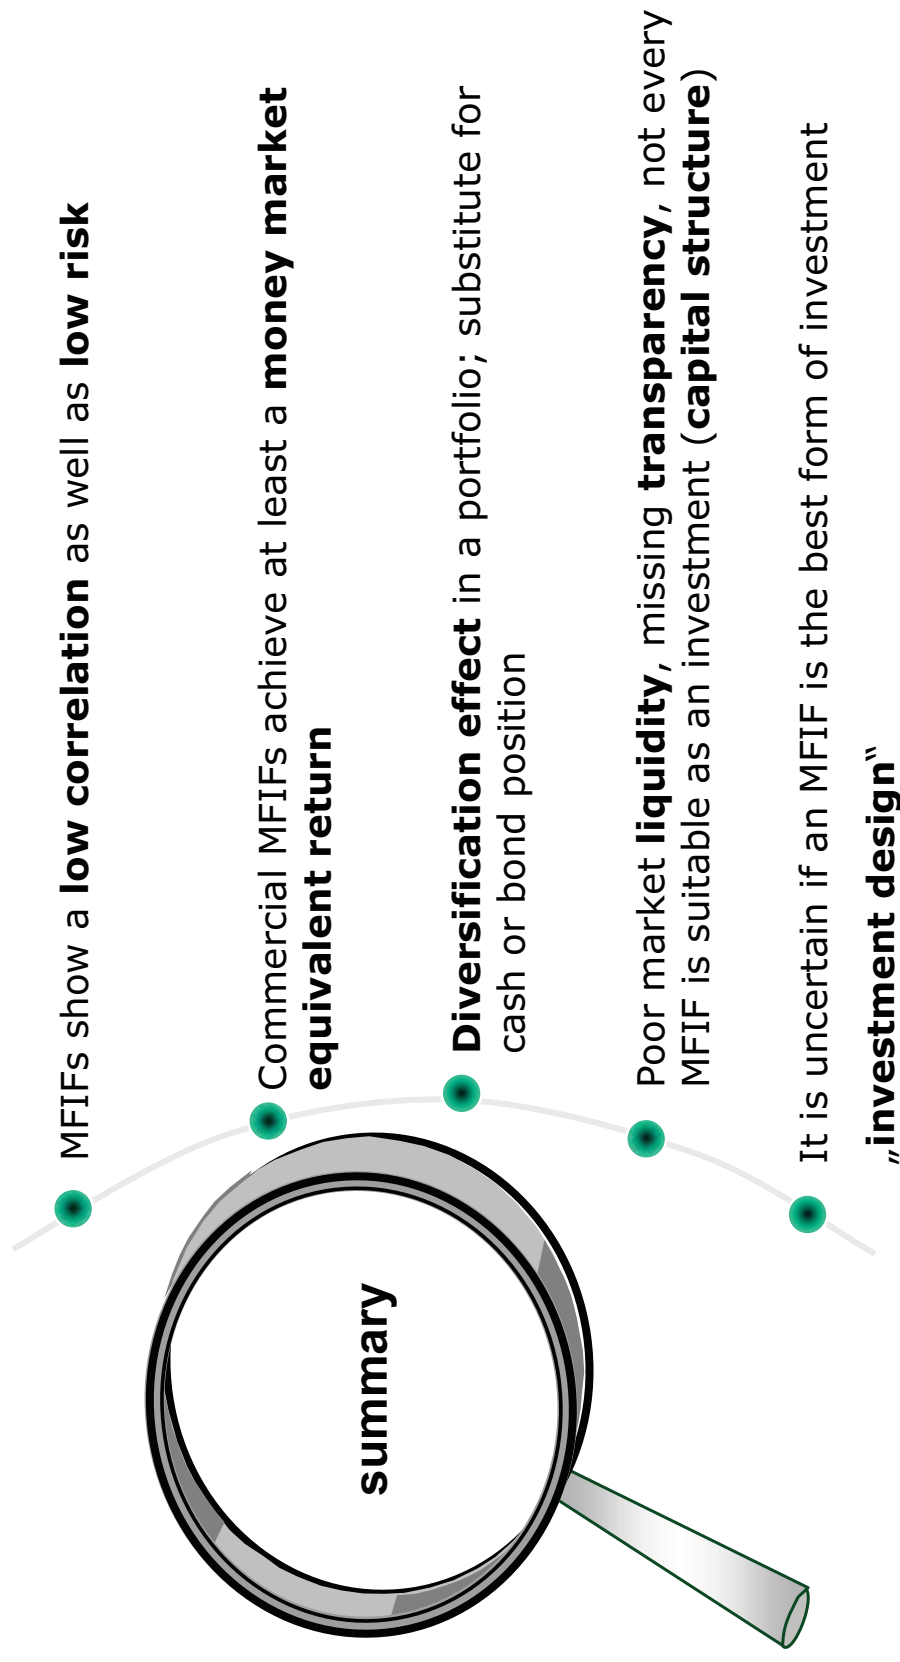 summary
MFIFs show a low correlation as well as low risk
Commercial MFIFs achieve at least a money market
equivalent return
Diversification effect in a portfolio; substitute for
cash or bond position
Poor market liquidity, missing transparency, not every
MFIF is suitable as an investment (capital structure)
It is uncertain if an MFIF is the best form of investment
„investment design‟